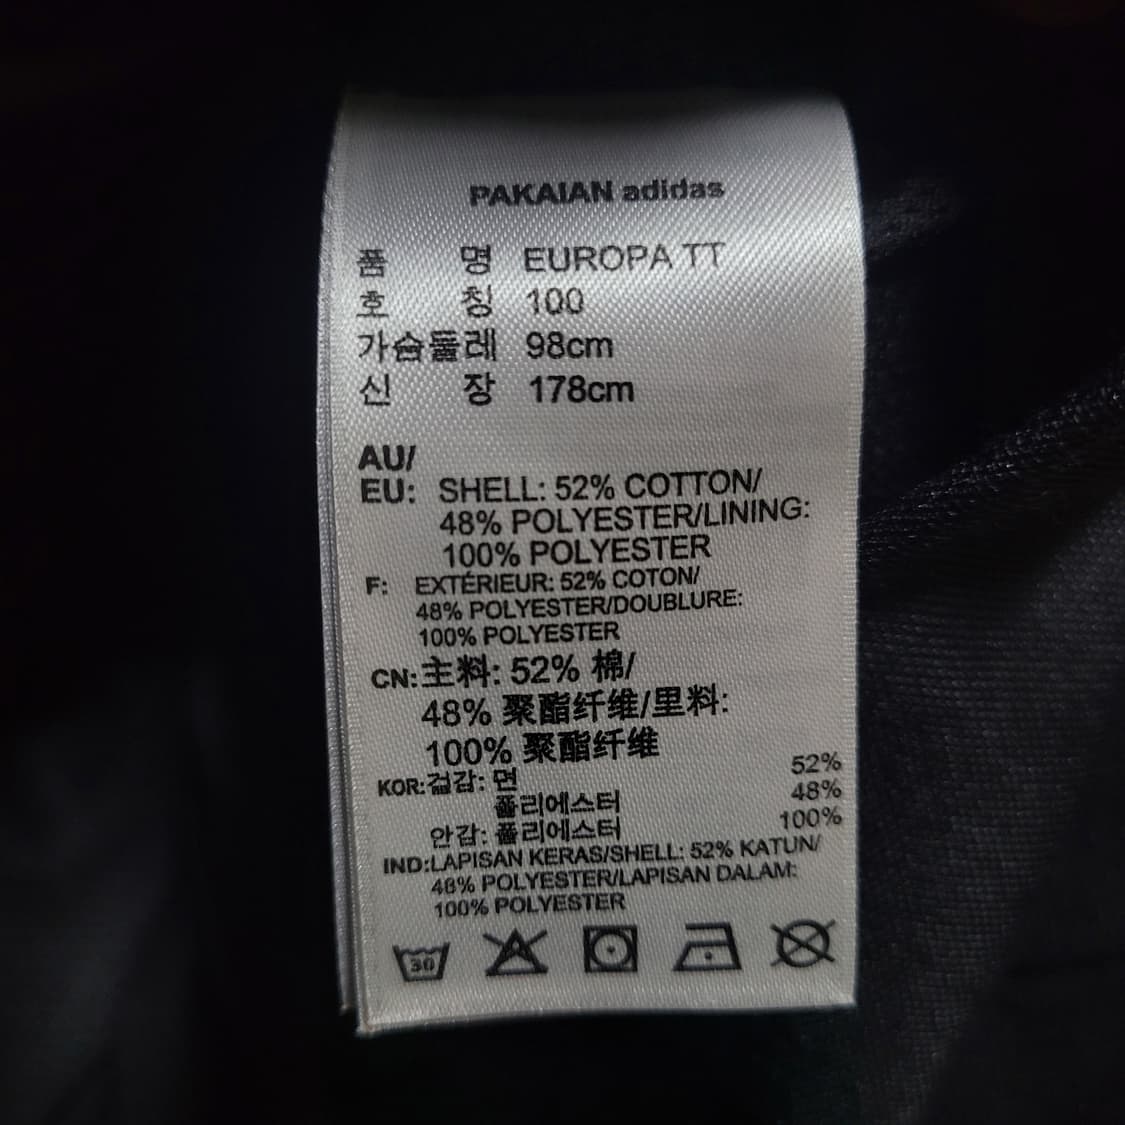 PAKAIAN adidas
품 명 EUROPA TT
호 칭 100
가슴둘레 98cm
신 장 178cm
AU/
EU: SHELL: 52% COTTON/
48% POLYESTER/LINING:
100% POLYESTER
F: EXTÉRIEUR: 52% COTON/
48% POLYESTER/DOUBLURE:
100% POLYESTER
CN:主料: 52% 棉/
48% 聚酯纤维/里料:
100% 聚酯纤维
KOR:겉감: 면 52%
폴리에스터 48%
안감: 폴리에스터 100%
IND:LAPISAN KERAS/SHELL: 52% KATUN/
48% POLYESTER/LAPISAN DALAM:
100% POLYESTER
30